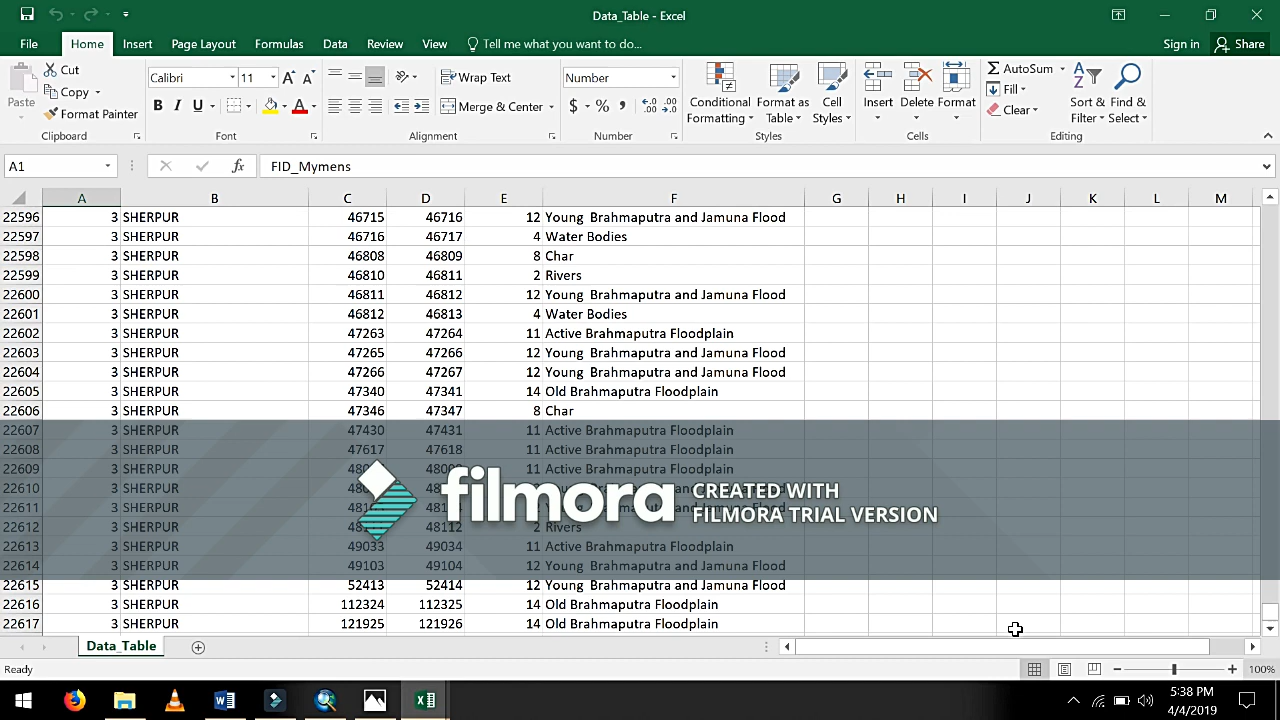 Data_Table - Excel
File Home Insert Page Layout Formulas Data Review View Tell me what you want to do... Sign in Share
Cut
Copy
Format Painter
Paste
Clipboard
Calibri 11
B I U
Font
Wrap Text
Merge & Center
Alignment
Number
$ % ,
Number
Conditional Formatting
Format as Table
Cell Styles
Styles
Insert Delete Format
Cells
AutoSum
Fill
Clear
Sort & Filter
Find & Select
Editing
A1 fx FID_Mymens
A B C D E F G H I J K L M
22596 3 SHERPUR 46715 46716 12 Young  Brahmaputra and Jamuna Flood
22597 3 SHERPUR 46716 46717 4 Water Bodies
22598 3 SHERPUR 46808 46809 8 Char
22599 3 SHERPUR 46810 46811 2 Rivers
22600 3 SHERPUR 46811 46812 12 Young  Brahmaputra and Jamuna Flood
22601 3 SHERPUR 46812 46813 4 Water Bodies
22602 3 SHERPUR 47263 47264 11 Active Brahmaputra Floodplain
22603 3 SHERPUR 47265 47266 12 Young  Brahmaputra and Jamuna Flood
22604 3 SHERPUR 47266 47267 12 Young  Brahmaputra and Jamuna Flood
22605 3 SHERPUR 47340 47341 14 Old Brahmaputra Floodplain
22606 3 SHERPUR 47346 47347 8 Char
22607 3 SHERPUR 47430 47431 11 Active Brahmaputra Floodplain
22608 3 SHERPUR 47617 47618 11 Active Brahmaputra Floodplain
22609 3 SHERPUR 11 Active Brahmaputra Floodplain
22610 3 SHERPUR
22611 3 SHERPUR
22612 3 SHERPUR 48112 2 Rivers
22613 3 SHERPUR 49033 49034 11 Active Brahmaputra Floodplain
22614 3 SHERPUR 49103 49104 12 Young  Brahmaputra and Jamuna Flood
22615 3 SHERPUR 52413 52414 12 Young  Brahmaputra and Jamuna Flood
22616 3 SHERPUR 112324 112325 14 Old Brahmaputra Floodplain
22617 3 SHERPUR 121925 121926 14 Old Brahmaputra Floodplain
filmora
CREATED WITH
FILMORA TRIAL VERSION
Data_Table
Ready 100%
5:38 PM
4/4/2019